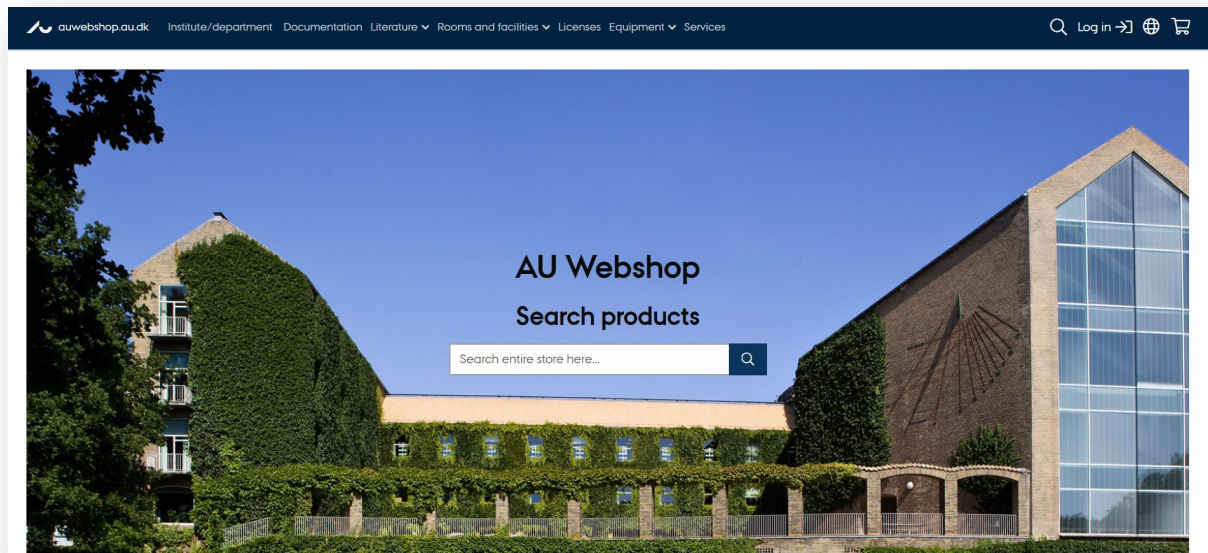 auwebshop.au.dk Institute/department Documentation Literature Rooms and facilities Licenses Equipment Services Log in
AU Webshop
Search products
Search entire store here...